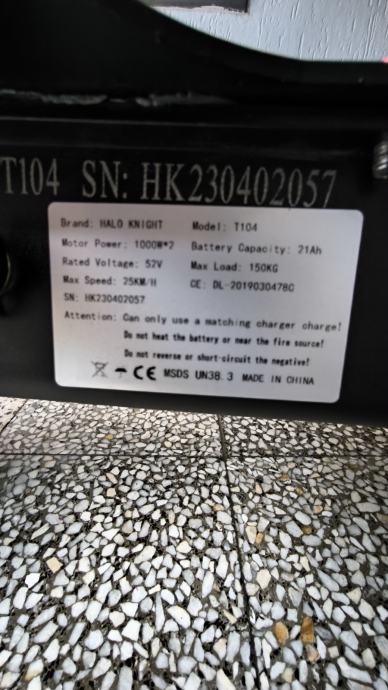 T104 SN: HK230402057
Brand: HALO KNIGHT Model: T104
Motor Power: 1000W*2 Battery Capacity: 21Ah
Rated Voltage: 52V Max Load: 150KG
Max Speed: 25KM/H CE: DL-2019030478C
SN: HK230402057
Attention: Can only use a matching charger charge!
Do not heat the battery or near the fire source!
Do not reverse or short-circuit the negative!
CE MSDS UN38.3 MADE IN CHINA